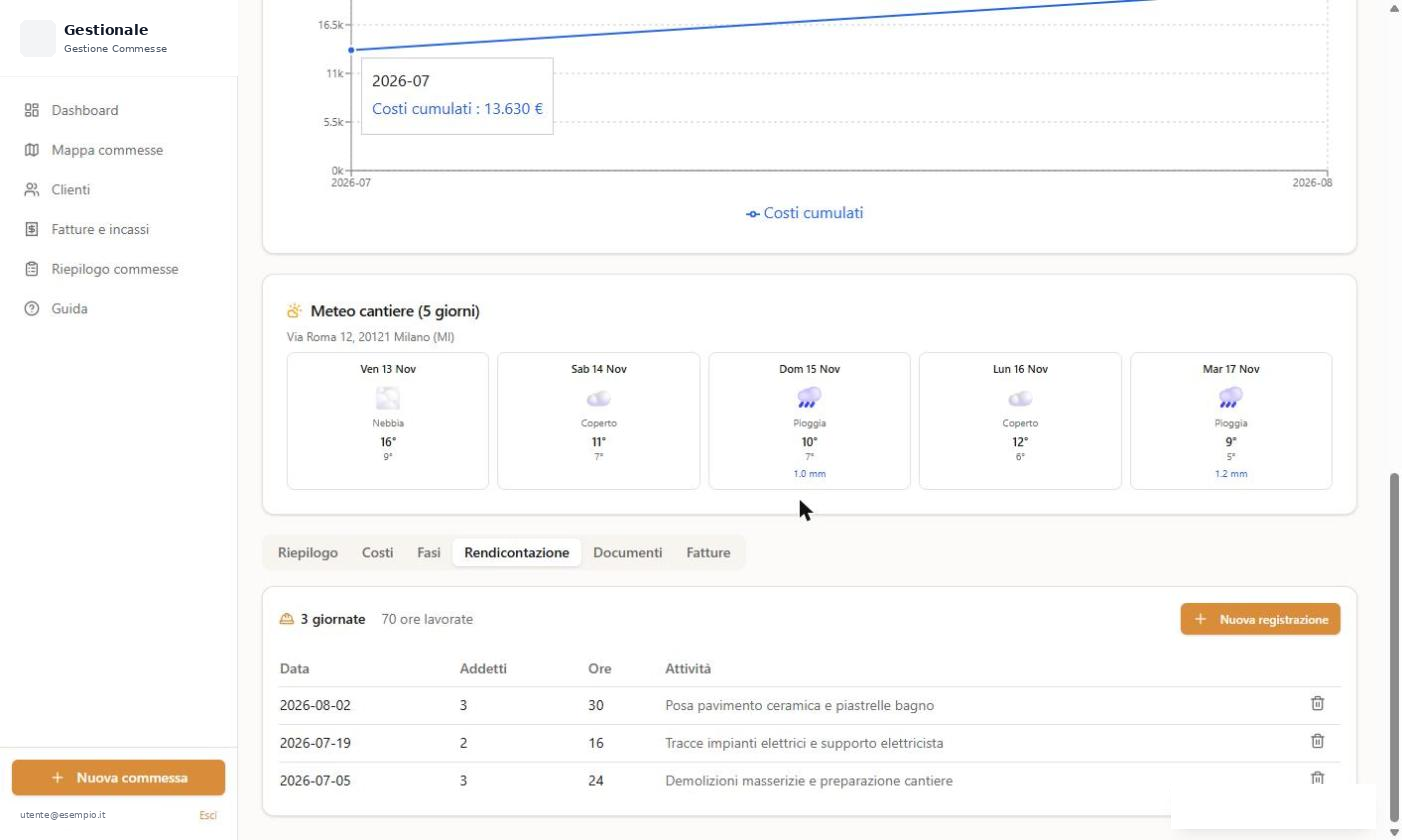 Gestionale
Gestione Commesse
Dashboard
Mappa commesse
Clienti
Fatture e incassi
Riepilogo commesse
Guida
Nuova commessa
utente@esempio.it Esci
16.5k
11k
5.5k
0k
2026-07
Costi cumulati : 13.630 €
2026-07 2026-08
Costi cumulati
Meteo cantiere (5 giorni)
Via Roma 12, 20121 Milano (MI)
Ven 13 Nov Sab 14 Nov Dom 15 Nov Lun 16 Nov Mar 17 Nov
Nebbia Coperto Pioggia Coperto Pioggia
16° 11° 10° 12° 9°
9° 7° 7° 6° 5°
1.0 mm 1.2 mm
Riepilogo Costi Fasi Rendicontazione Documenti Fatture
3 giornate 70 ore lavorate Nuova registrazione
Data Addetti Ore Attività
2026-08-02 3 30 Posa pavimento ceramica e piastrelle bagno
2026-07-19 2 16 Tracce impianti elettrici e supporto elettricista
2026-07-05 3 24 Demolizioni masserizie e preparazione cantiere